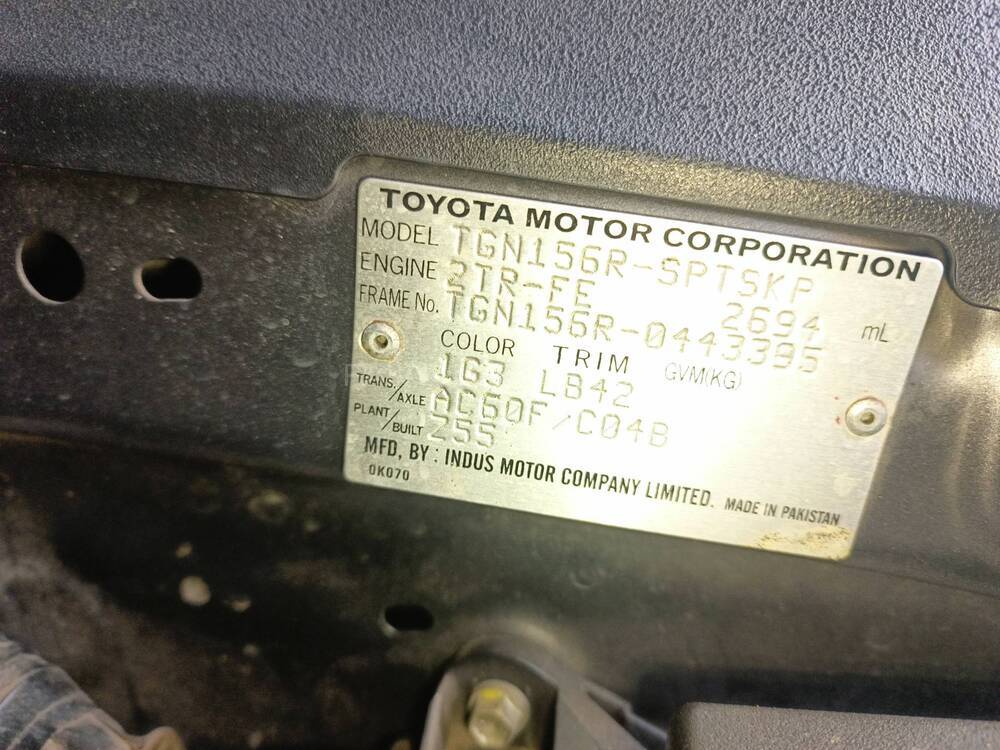 TOYOTA MOTOR CORPORATION
MODEL TGN156R-SPTSKP
ENGINE 2TR-FE 2694 mL
FRAME No. TGN156R-0443395
COLOR TRIM GVM(KG)
1G3 LB42
TRANS./AXLE AC60F/C04B
PLANT/BUILT 255
MFD, BY : INDUS MOTOR COMPANY LIMITED. MADE IN PAKISTAN
0K070